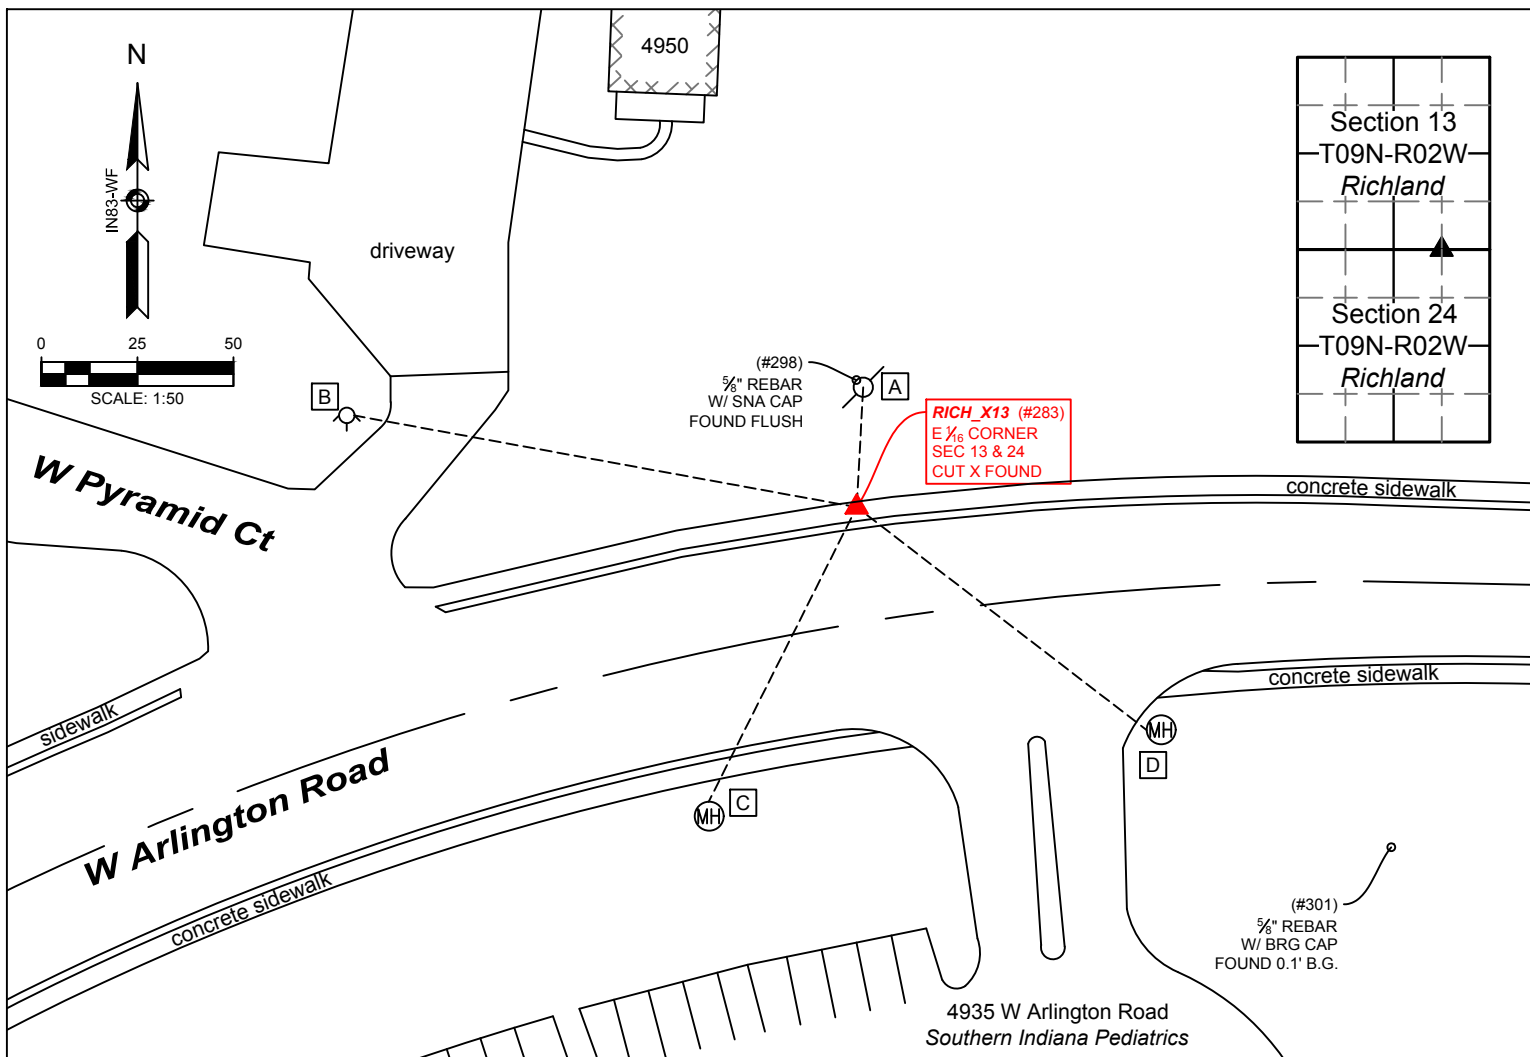 N
IN83-WF
0 25 50
SCALE: 1:50
4950
driveway
Section 13
T09N-R02W
Richland
Section 24
T09N-R02W
Richland
(#298)
⅝" REBAR
W/ SNA CAP
FOUND FLUSH
A
B
RICH_X13 (#283)
E 1⁄16 CORNER
SEC 13 & 24
CUT X FOUND
concrete sidewalk
W Pyramid Ct
concrete sidewalk
sidewalk
W Arlington Road
MH
C
MH
D
concrete sidewalk
(#301)
⅝" REBAR
W/ BRG CAP
FOUND 0.1' B.G.
4935 W Arlington Road
Southern Indiana Pediatrics